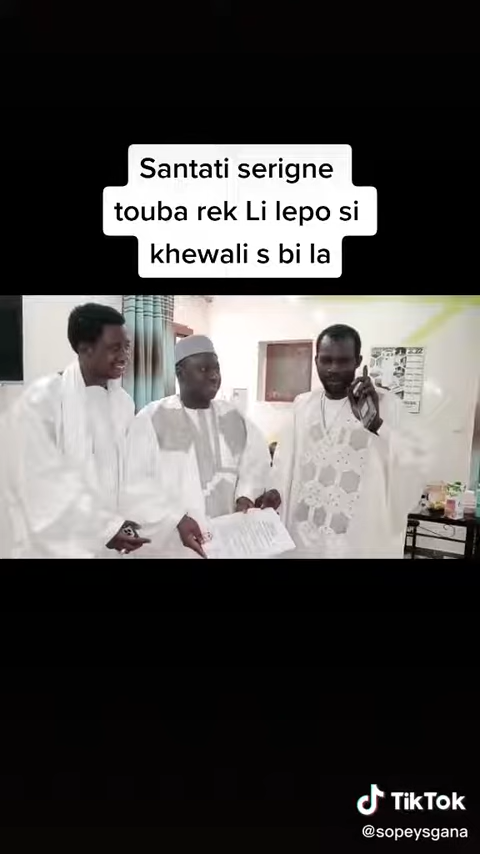 Santati serigne
touba rek Li lepo si
khewali s bi la
TikTok
@sopeysgana